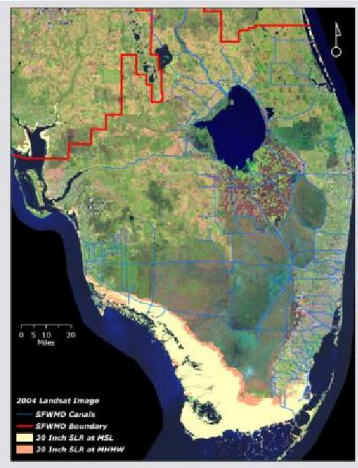 0 5 10 20
Miles
2004 Landsat Image
SFWMD Canals
SFWMD Boundary
20 Inch SLR at MSL
20 Inch SLR at MHHW